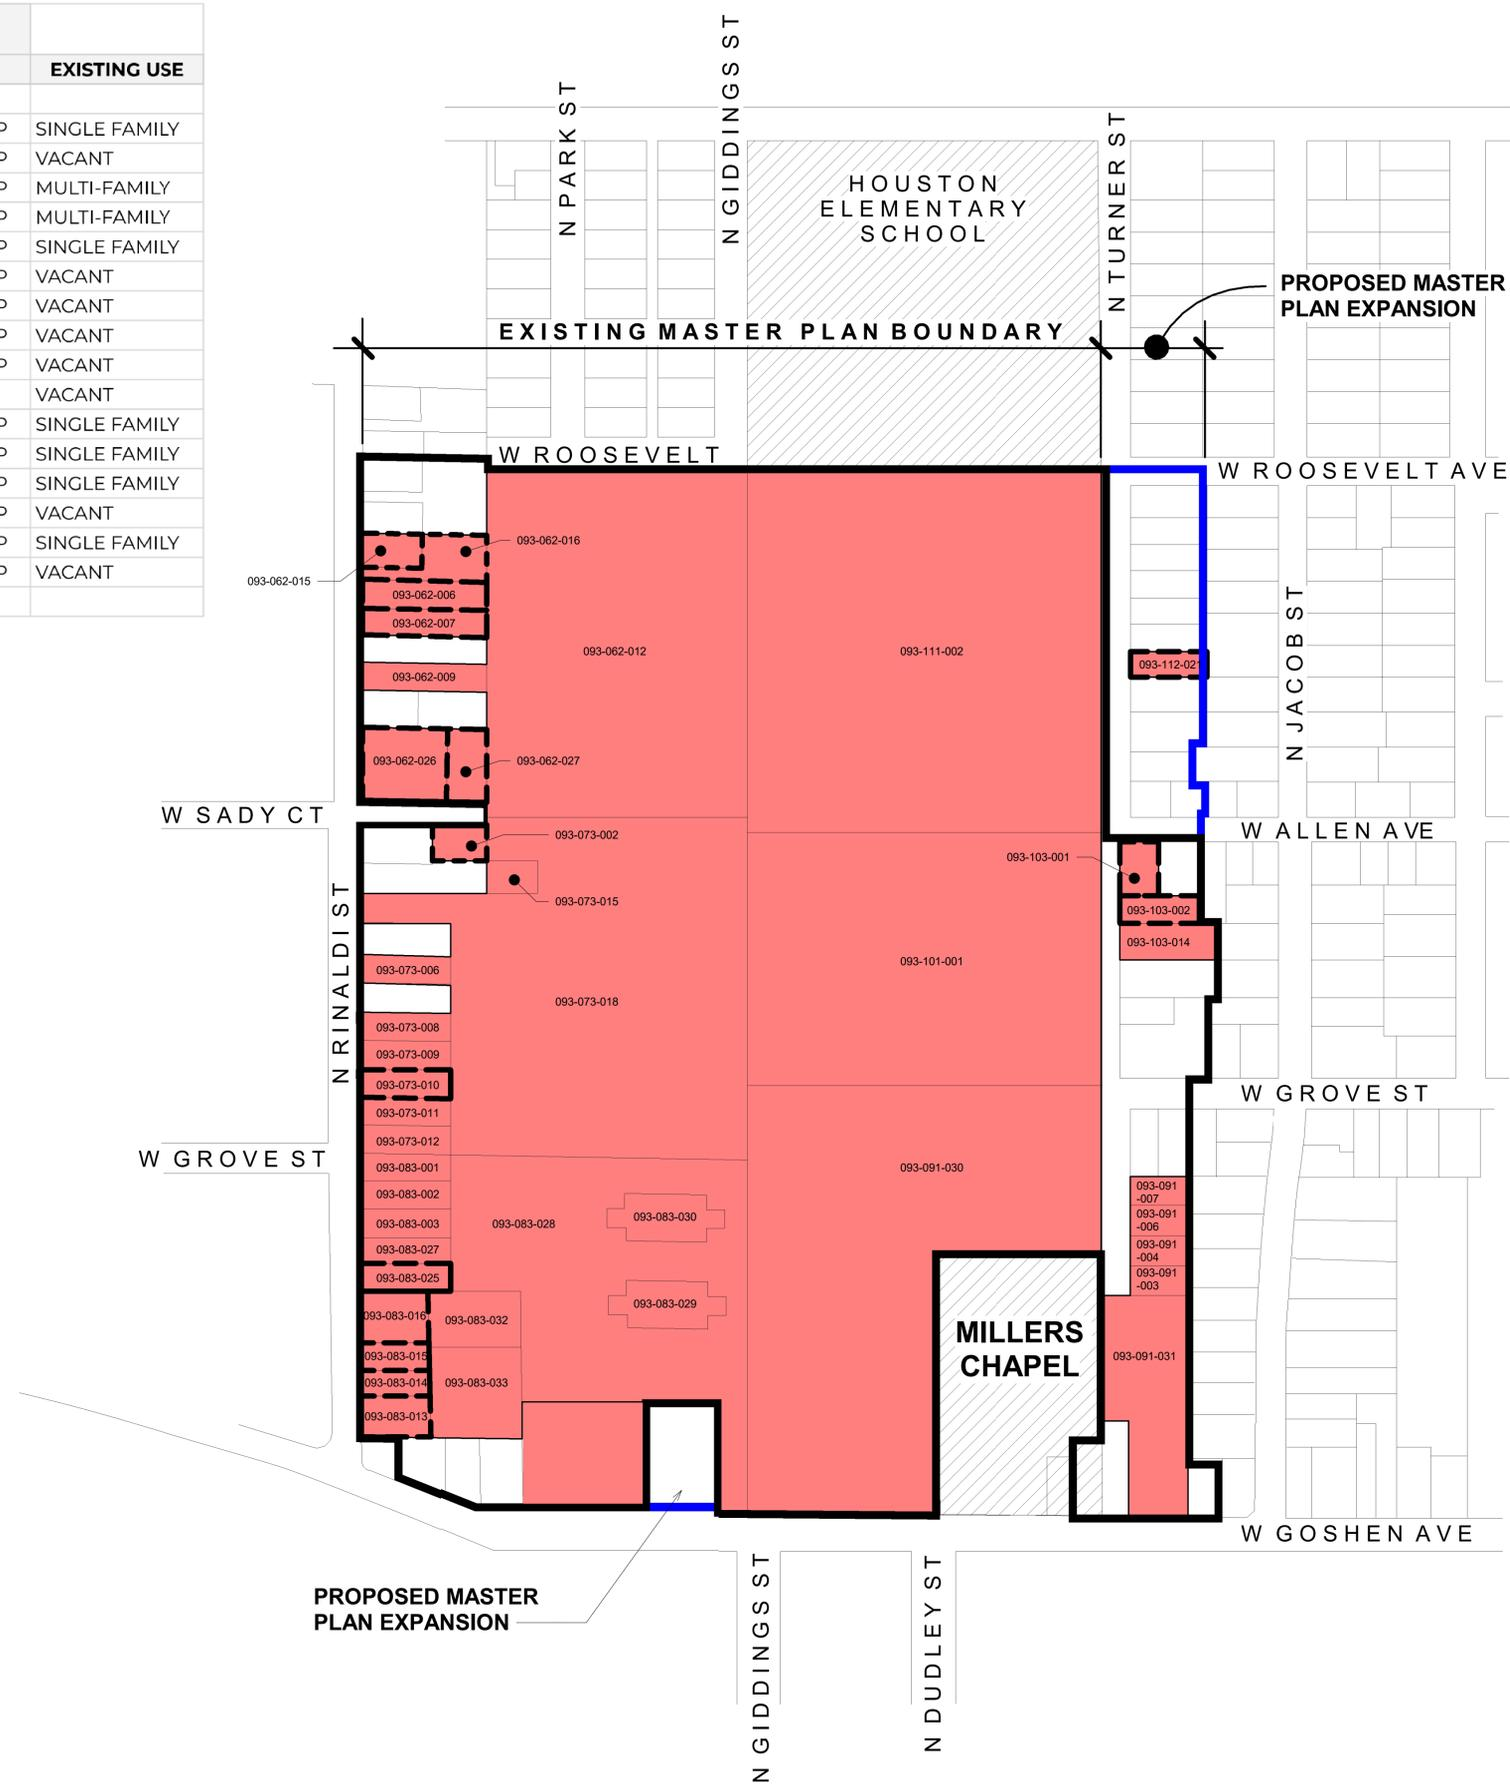 EXISTING USE
P SINGLE FAMILY
P VACANT
P MULTI-FAMILY
P MULTI-FAMILY
P SINGLE FAMILY
P VACANT
P VACANT
P VACANT
P VACANT
VACANT
P SINGLE FAMILY
P SINGLE FAMILY
P SINGLE FAMILY
P VACANT
P SINGLE FAMILY
P VACANT
N PARK ST
N GIDDINGS ST
HOUSTON
ELEMENTARY
SCHOOL
N TURNER ST
PROPOSED MASTER
PLAN EXPANSION
EXISTING MASTER PLAN BOUNDARY
W ROOSEVELT
W ROOSEVELT AVE
093-062-016
093-062-015
093-062-006
093-062-007
093-062-012
093-111-002
093-112-021
093-062-009
N JACOB ST
093-062-026
093-062-027
W SADY CT
W ALLEN AVE
093-073-002
093-103-001
093-073-015
093-103-002
093-103-014
N RINALDI ST
093-073-006
093-101-001
093-073-018
093-073-008
093-073-009
093-073-010
W GROVE ST
093-073-011
093-073-012
W GROVE ST
093-083-001
093-091-030
093-083-002
093-091
-007
093-083-003
093-083-028
093-083-030
093-091
-006
093-083-027
093-091
-004
093-083-025
093-091
-003
093-083-029
093-083-016
093-083-032
MILLERS
CHAPEL
093-083-015
093-091-031
093-083-014
093-083-033
093-083-013
W GOSHEN AVE
PROPOSED MASTER
PLAN EXPANSION
N GIDDINGS ST
N DUDLEY ST